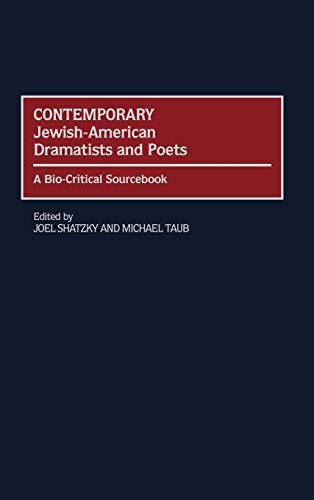 CONTEMPORARY
Jewish-American
Dramatists and Poets
A Bio-Critical Sourcebook
Edited by
JOEL SHATZKY AND MICHAEL TAUB